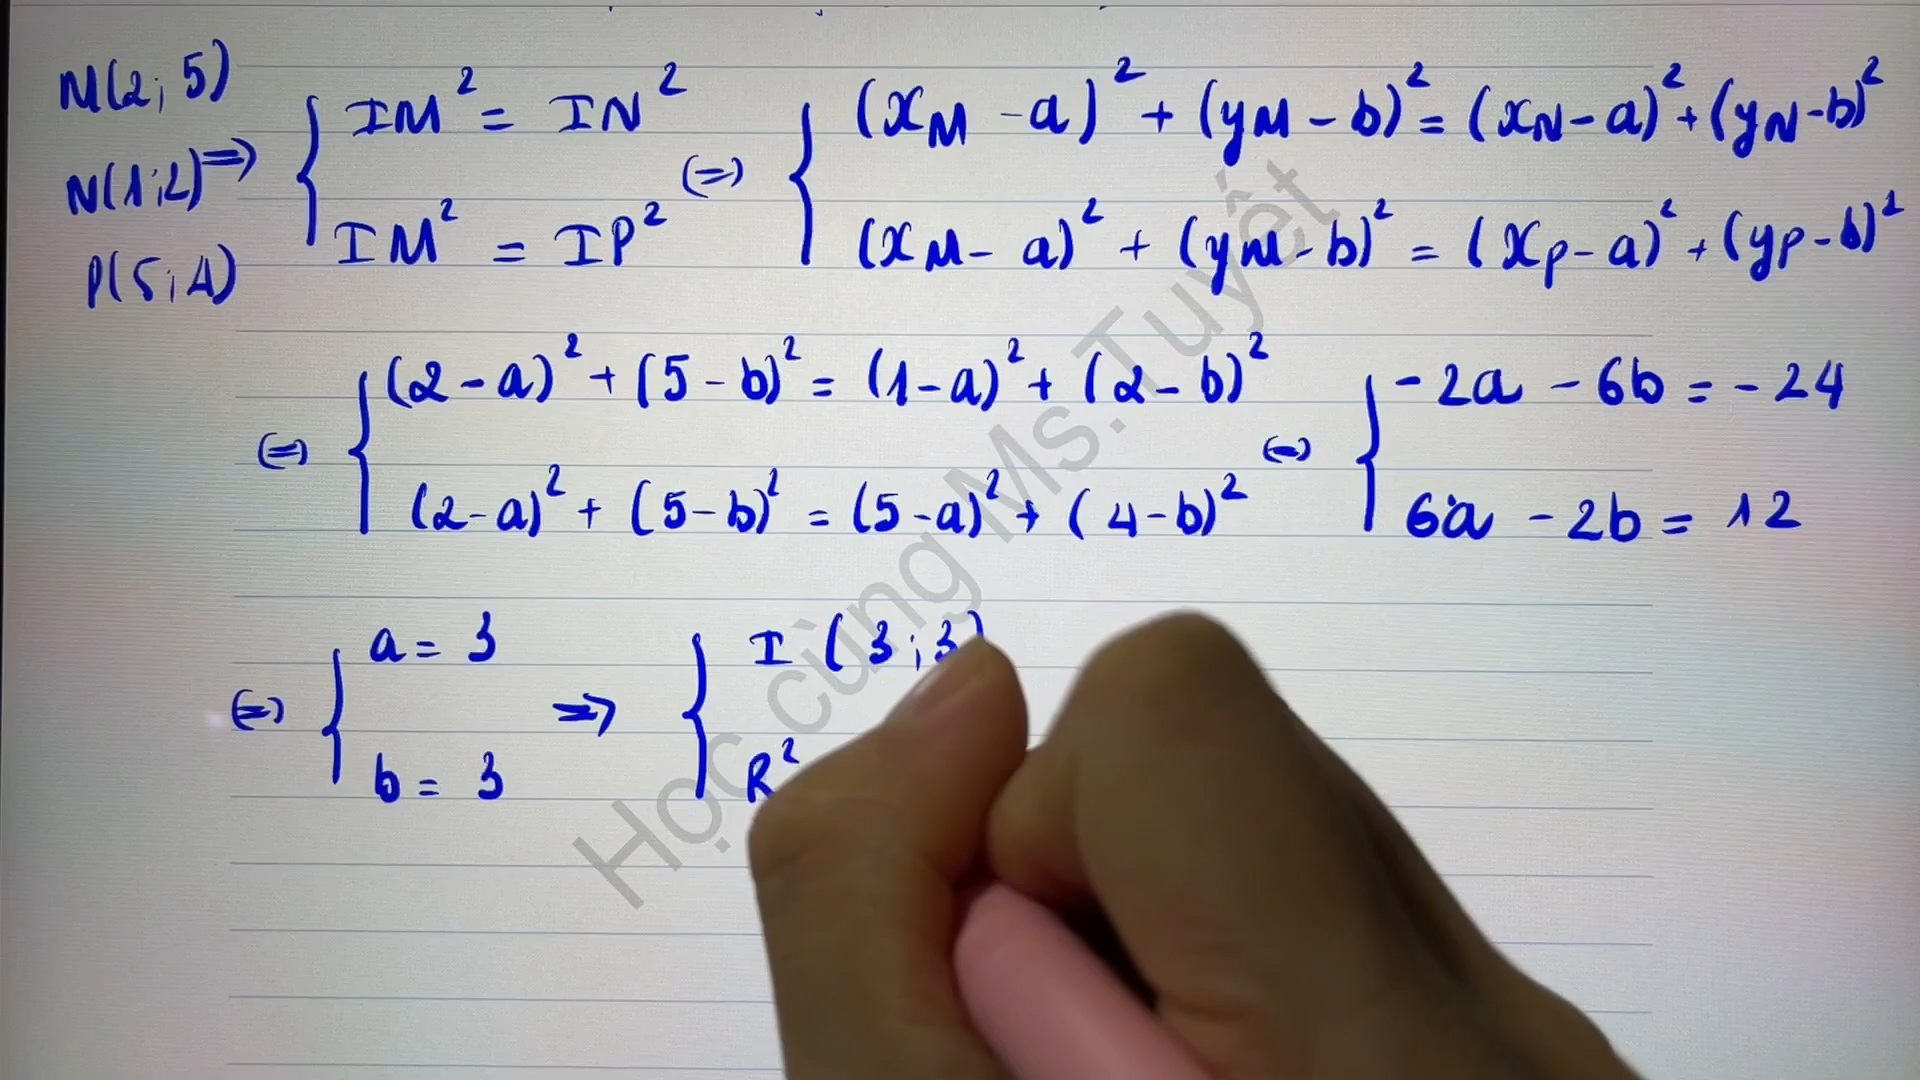 M(2; 5)
N(1; 2)
P(5; 4)
=> { IM² = IN²
IM² = IP²
(=) { (x_M - a)² + (y_M - b)² = (x_N - a)² + (y_N - b)²
(x_M - a)² + (y_M - b)² = (x_P - a)² + (y_P - b)²
(=) { (2 - a)² + (5 - b)² = (1 - a)² + (2 - b)²
(2 - a)² + (5 - b)² = (5 - a)² + (4 - b)²
(=) { -2a - 6b = -24
6a - 2b = 12
(=) { a = 3
b = 3
=> { I (3; 3)
R²
Học cùng Ms.Tuyết